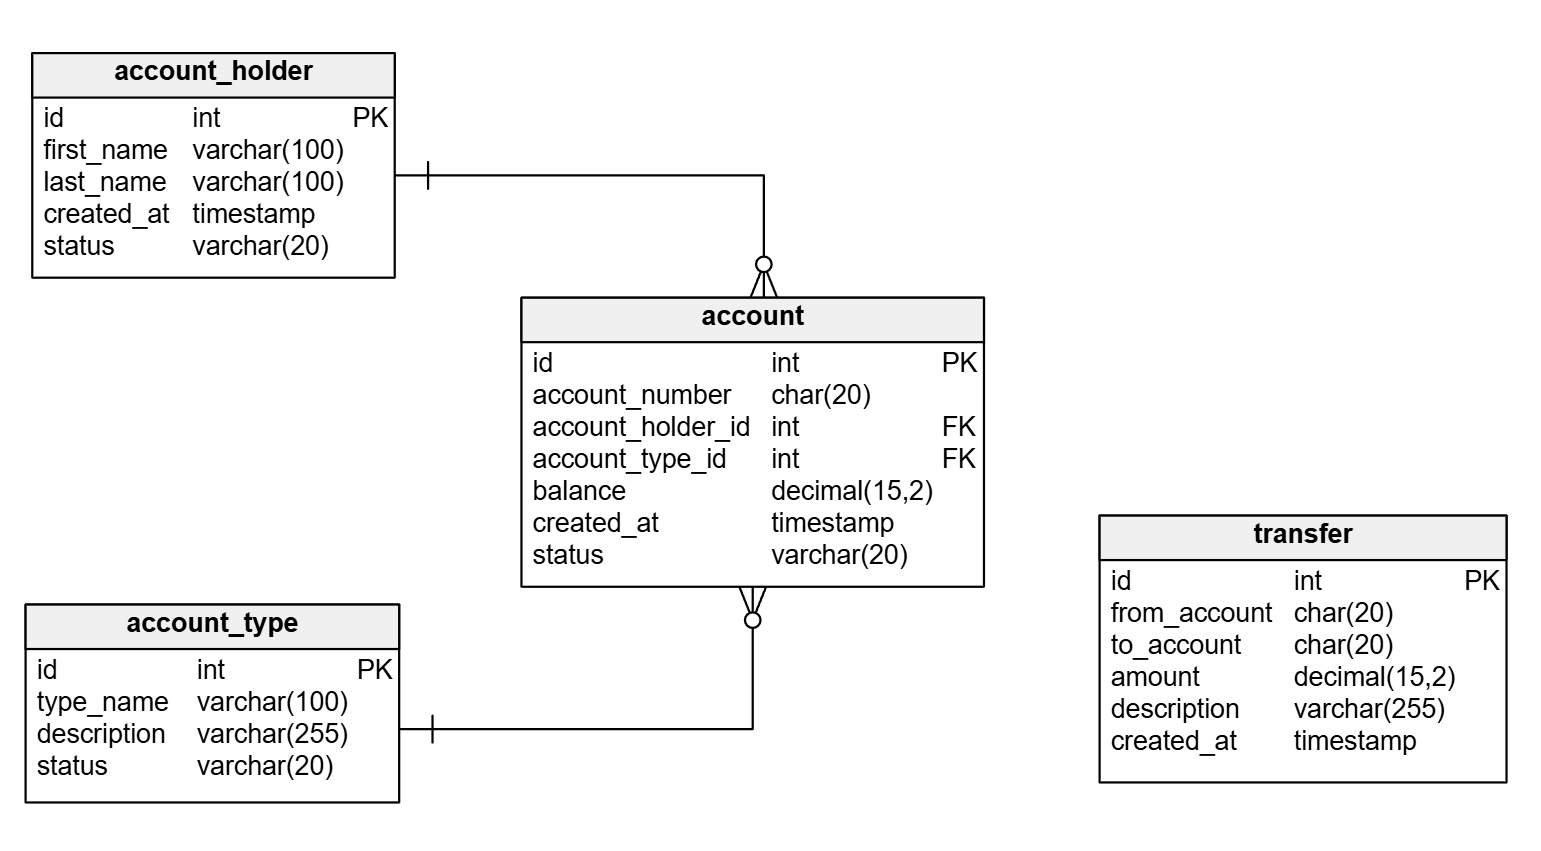 account_holder
id int PK
first_name varchar(100)
last_name varchar(100)
created_at timestamp
status varchar(20)
account
id int PK
account_number char(20)
account_holder_id int FK
account_type_id int FK
balance decimal(15,2)
created_at timestamp
status varchar(20)
account_type
id int PK
type_name varchar(100)
description varchar(255)
status varchar(20)
transfer
id int PK
from_account char(20)
to_account char(20)
amount decimal(15,2)
description varchar(255)
created_at timestamp